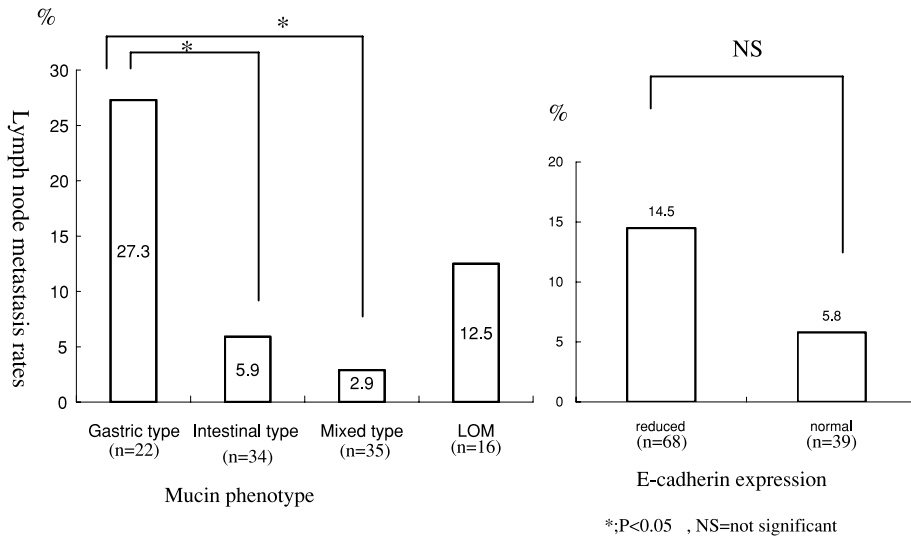 %
*
*
Lymph node metastasis rates
30
25
20
15
10
5
0
27.3
5.9
2.9
12.5
Gastric type
(n=22)
Intestinal type
(n=34)
Mixed type
(n=35)
LOM
(n=16)
Mucin phenotype
NS
%
20
15
10
5
0
14.5
5.8
reduced
(n=68)
normal
(n=39)
E-cadherin expression
*;P<0.05 , NS=not significant